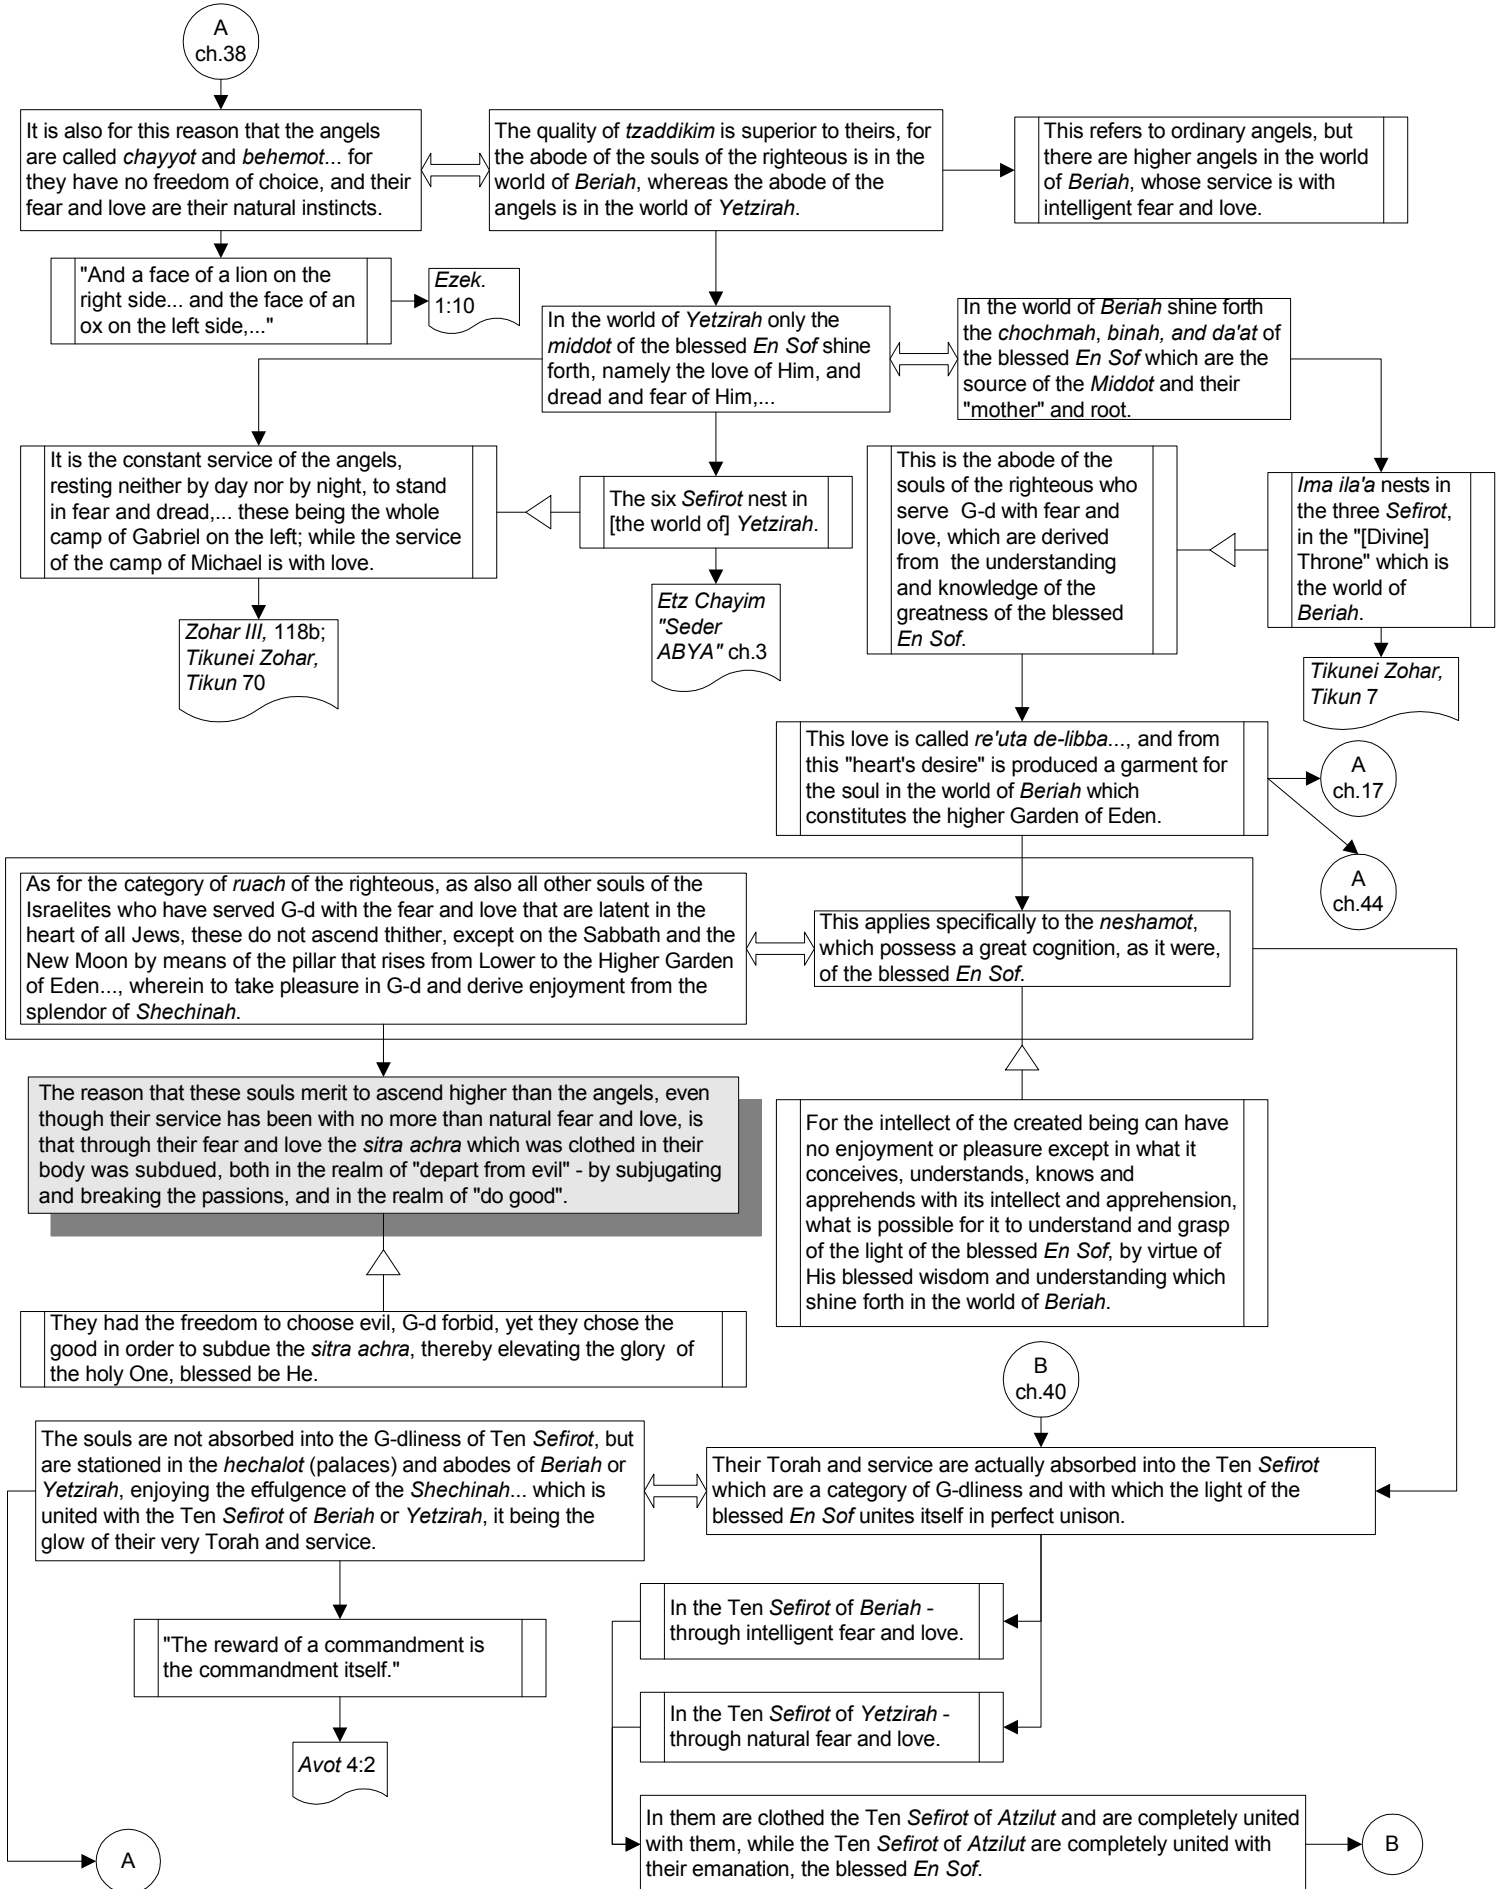 A
ch.38
It is also for this reason that the angels
are called chayyot and behemot... for
they have no freedom of choice, and their
fear and love are their natural instincts.
The quality of tzaddikim is superior to theirs, for
the abode of the souls of the righteous is in the
world of Beriah, whereas the abode of the
angels is in the world of Yetzirah.
This refers to ordinary angels, but
there are higher angels in the world
of Beriah, whose service is with
intelligent fear and love.
"And a face of a lion on the
right side... and the face of an
ox on the left side,..."
Ezek.
1:10
In the world of Yetzirah only the
middot of the blessed En Sof shine
forth, namely the love of Him, and
dread and fear of Him,...
In the world of Beriah shine forth
the chochmah, binah, and da'at of
the blessed En Sof which are the
source of the Middot and their
"mother" and root.
It is the constant service of the angels,
resting neither by day nor by night, to stand
in fear and dread,... these being the whole
camp of Gabriel on the left; while the service
of the camp of Michael is with love.
The six Sefirot nest in
[the world of] Yetzirah.
This is the abode of the
souls of the righteous who
serve G-d with fear and
love, which are derived
from the understanding
and knowledge of the
greatness of the blessed
En Sof.
Ima ila'a nests in
the three Sefirot,
in the "[Divine]
Throne" which is
the world of
Beriah.
Zohar III, 118b;
Tikunei Zohar,
Tikun 70
Etz Chayim
"Seder
ABYA" ch.3
Tikunei Zohar,
Tikun 7
This love is called re'uta de-libba..., and from
this "heart's desire" is produced a garment for
the soul in the world of Beriah which
constitutes the higher Garden of Eden.
A
ch.17
A
ch.44
As for the category of ruach of the righteous, as also all other souls of the
Israelites who have served G-d with the fear and love that are latent in the
heart of all Jews, these do not ascend thither, except on the Sabbath and the
New Moon by means of the pillar that rises from Lower to the Higher Garden
of Eden..., wherein to take pleasure in G-d and derive enjoyment from the
splendor of Shechinah.
This applies specifically to the neshamot,
which possess a great cognition, as it were,
of the blessed En Sof.
The reason that these souls merit to ascend higher than the angels, even
though their service has been with no more than natural fear and love, is
that through their fear and love the sitra achra which was clothed in their
body was subdued, both in the realm of "depart from evil" - by subjugating
and breaking the passions, and in the realm of "do good".
For the intellect of the created being can have
no enjoyment or pleasure except in what it
conceives, understands, knows and
apprehends with its intellect and apprehension,
what is possible for it to understand and grasp
of the light of the blessed En Sof, by virtue of
His blessed wisdom and understanding which
shine forth in the world of Beriah.
They had the freedom to choose evil, G-d forbid, yet they chose the
good in order to subdue the sitra achra, thereby elevating the glory of
the holy One, blessed be He.
B
ch.40
The souls are not absorbed into the G-dliness of Ten Sefirot, but
are stationed in the hechalot (palaces) and abodes of Beriah or
Yetzirah, enjoying the effulgence of the Shechinah... which is
united with the Ten Sefirot of Beriah or Yetzirah, it being the
glow of their very Torah and service.
Their Torah and service are actually absorbed into the Ten Sefirot
which are a category of G-dliness and with which the light of the
blessed En Sof unites itself in perfect unison.
In the Ten Sefirot of Beriah -
through intelligent fear and love.
"The reward of a commandment is
the commandment itself."
In the Ten Sefirot of Yetzirah -
through natural fear and love.
Avot 4:2
In them are clothed the Ten Sefirot of Atzilut and are completely united
with them, while the Ten Sefirot of Atzilut are completely united with
their emanation, the blessed En Sof.
A
B